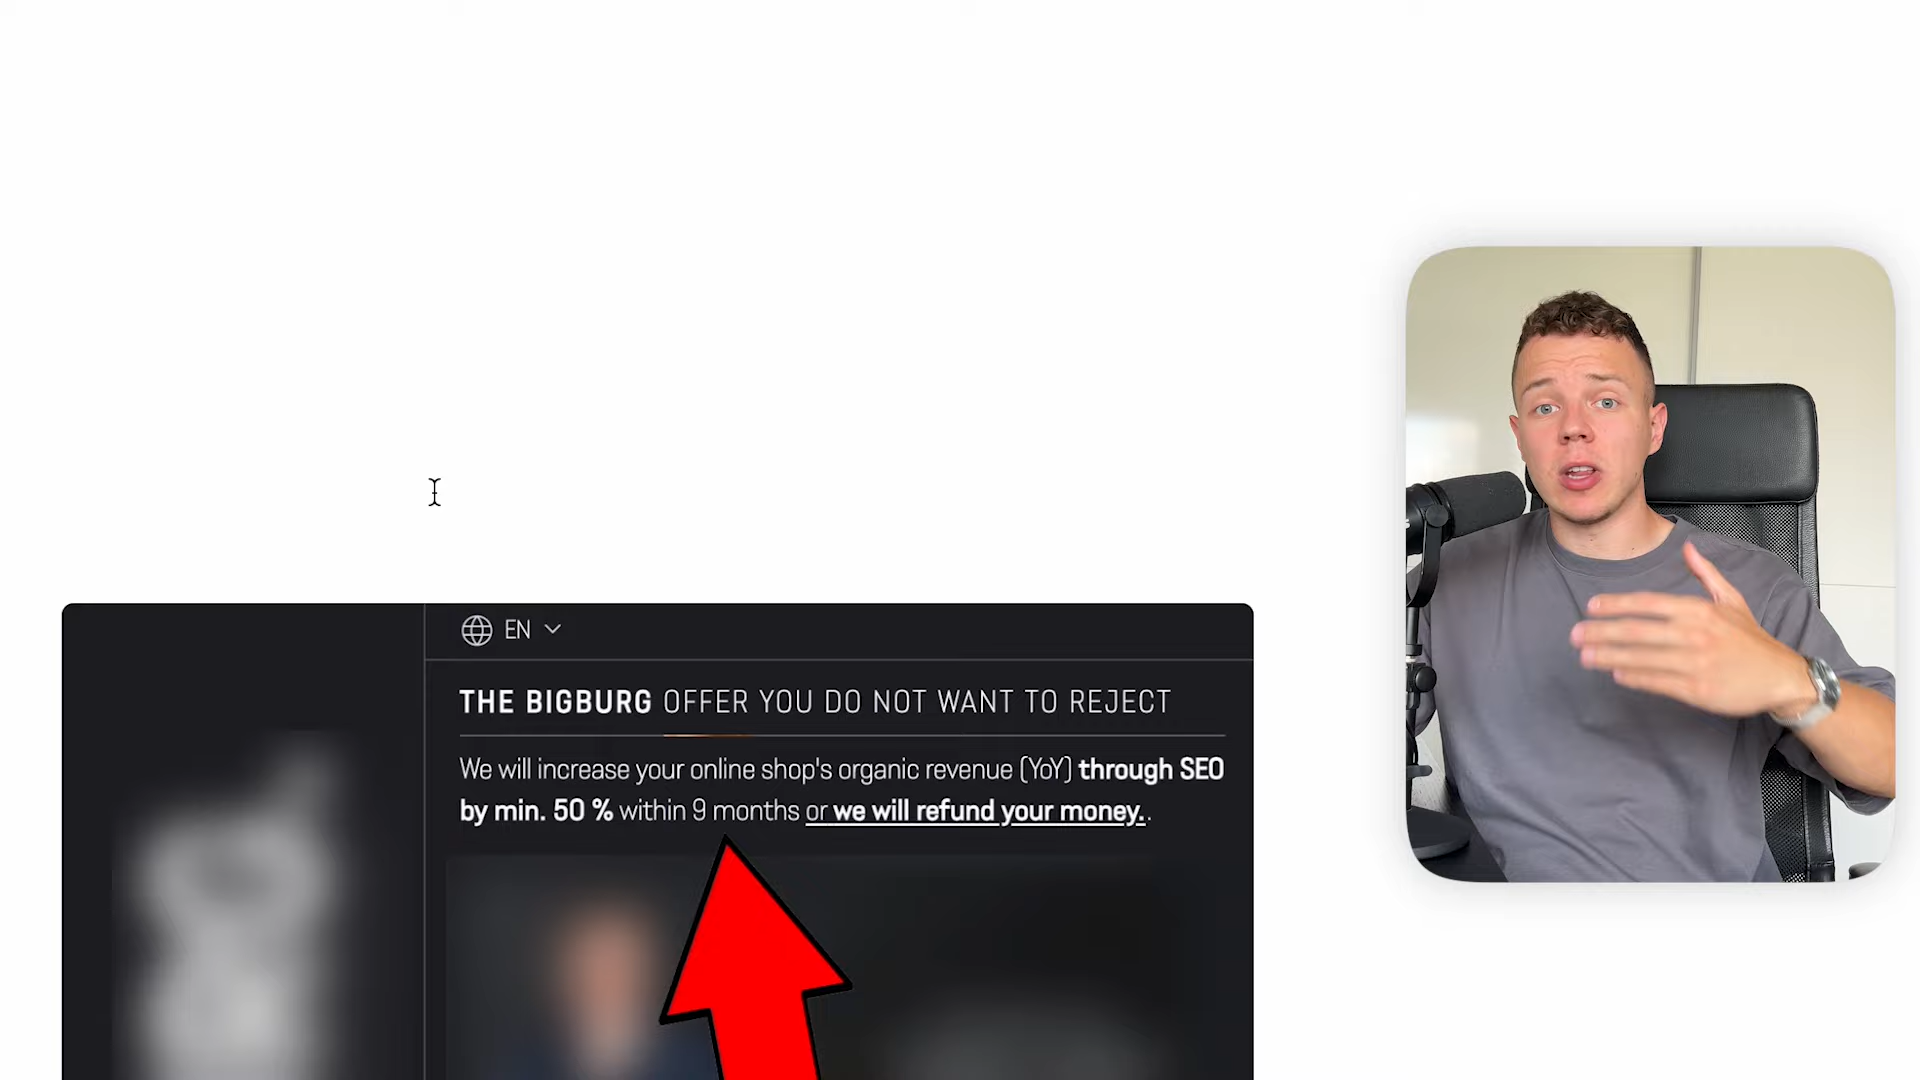 EN
THE BIGBURG OFFER YOU DO NOT WANT TO REJECT
We will increase your online shop's organic revenue (YoY) through SEO
by min. 50 % within 9 months or we will refund your money..